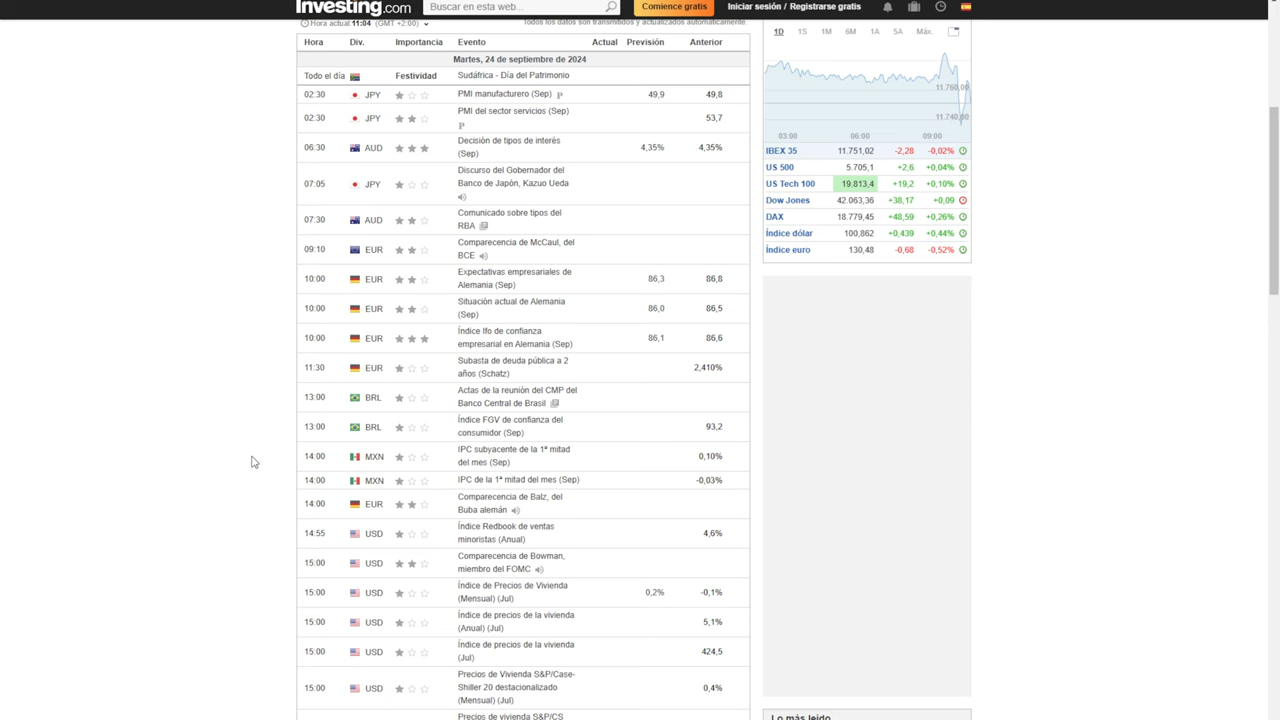 Investing.com
Buscar en esta web...
Comience gratis
Iniciar sesión / Registrarse gratis
Hora actual: 11:04 (GMT +2:00)
Todos los datos son transmitidos y actualizados automáticamente.
Hora Div. Importancia Evento Actual Previsión Anterior
Martes, 24 de septiembre de 2024
Todo el día Festividad Sudáfrica - Día del Patrimonio
02:30 JPY PMI manufacturero (Sep) P 49,9 49,8
02:30 JPY PMI del sector servicios (Sep) 53,7
P
06:30 AUD Decisión de tipos de interés 4,35% 4,35%
(Sep)
07:05 JPY Discurso del Gobernador del
Banco de Japón, Kazuo Ueda
07:30 AUD Comunicado sobre tipos del
RBA
09:10 EUR Comparecencia de McCaul, del
BCE
10:00 EUR Expectativas empresariales de 86,3 86,8
Alemania (Sep)
10:00 EUR Situación actual de Alemania 86,0 86,5
(Sep)
10:00 EUR Índice Ifo de confianza 86,1 86,6
empresarial en Alemania (Sep)
11:30 EUR Subasta de deuda pública a 2 2,410%
años (Schatz)
13:00 BRL Actas de la reunión del CMP del
Banco Central de Brasil
13:00 BRL Índice FGV de confianza del 93,2
consumidor (Sep)
14:00 MXN IPC subyacente de la 1ª mitad 0,10%
del mes (Sep)
14:00 MXN IPC de la 1ª mitad del mes (Sep) -0,03%
14:00 EUR Comparecencia de Balz, del
Buba alemán
14:55 USD Índice Redbook de ventas 4,6%
minoristas (Anual)
15:00 USD Comparecencia de Bowman,
miembro del FOMC
15:00 USD Índice de Precios de Vivienda 0,2% -0,1%
(Mensual) (Jul)
15:00 USD Índice de precios de la vivienda 5,1%
(Anual) (Jul)
15:00 USD Índice de precios de la vivienda 424,5
(Jul)
15:00 USD Precios de Vivienda S&P/Case- 0,4%
Shiller 20 destacionalizado
(Mensual) (Jul)
Precios de vivienda S&P/CS
1D 1S 1M 6M 1A 5A Máx.
11.760,00
11.740,00
03:00 06:00 09:00
IBEX 35 11.751,02 -2,28 -0,02%
US 500 5.705,1 +2,6 +0,04%
US Tech 100 19.813,4 +19,2 +0,10%
Dow Jones 42.063,36 +38,17 +0,09
DAX 18.779,45 +48,59 +0,26%
Índice dólar 100,862 +0,439 +0,44%
Índice euro 130,48 -0,68 -0,52%
Lo más leído